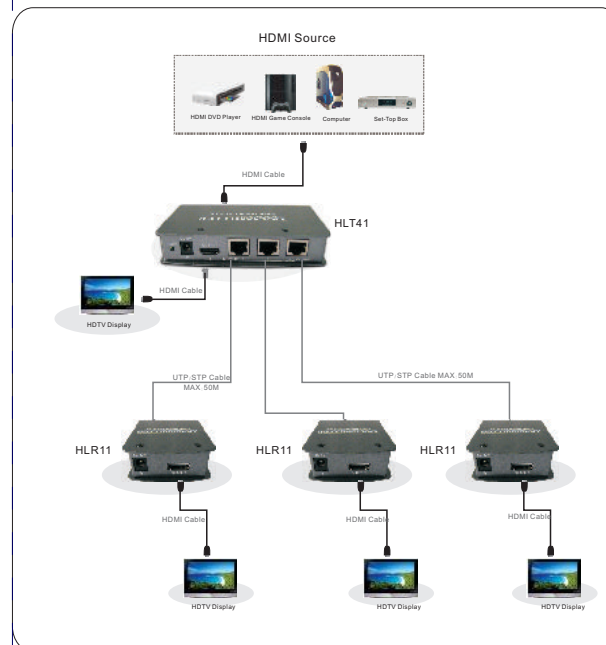 HDMI Source
HDMI DVD Player HDMI Game Console Computer Set-Top Box
HDMI Cable
HLT41
HDMI Cable
HDTV Display
UTP/STP Cable
MAX.50M
UTP/STP Cable MAX.50M
HLR11 HLR11 HLR11
HDMI Cable HDMI Cable HDMI Cable
HDTV Display HDTV Display HDTV Display